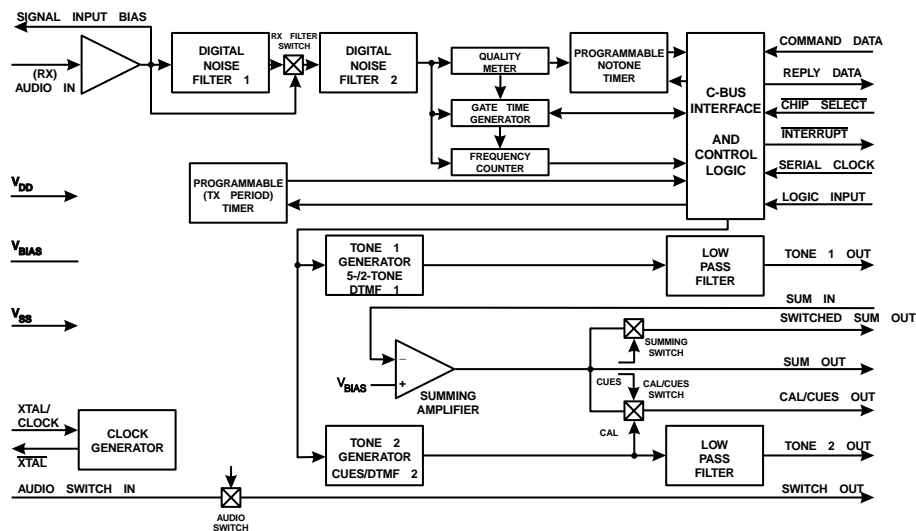 SIGNAL INPUT BIAS
(RX)
AUDIO IN
DIGITAL
NOISE
FILTER 1
RX FILTER
SWITCH
DIGITAL
NOISE
FILTER 2
QUALITY
METER
PROGRAMMABLE
NOTONE
TIMER
GATE TIME
GENERATOR
FREQUENCY
COUNTER
C-BUS
INTERFACE
AND
CONTROL
LOGIC
COMMAND DATA
REPLY DATA
CHIP SELECT
INTERRUPT
SERIAL CLOCK
LOGIC INPUT
VDD
PROGRAMMABLE
(TX PERIOD)
TIMER
VBIAS
TONE 1
GENERATOR
5-/2-TONE
DTMF 1
LOW
PASS
FILTER
TONE 1 OUT
VSS
SUM IN
SWITCHED SUM OUT
SUMMING
SWITCH
−
+
VBIAS
SUMMING
AMPLIFIER
SUM OUT
CUES
CAL/CUES
SWITCH
CAL/CUES OUT
CAL
XTAL/
CLOCK
XTAL
CLOCK
GENERATOR
TONE 2
GENERATOR
CUES/DTMF 2
LOW
PASS
FILTER
TONE 2 OUT
AUDIO SWITCH IN
AUDIO
SWITCH
SWITCH OUT